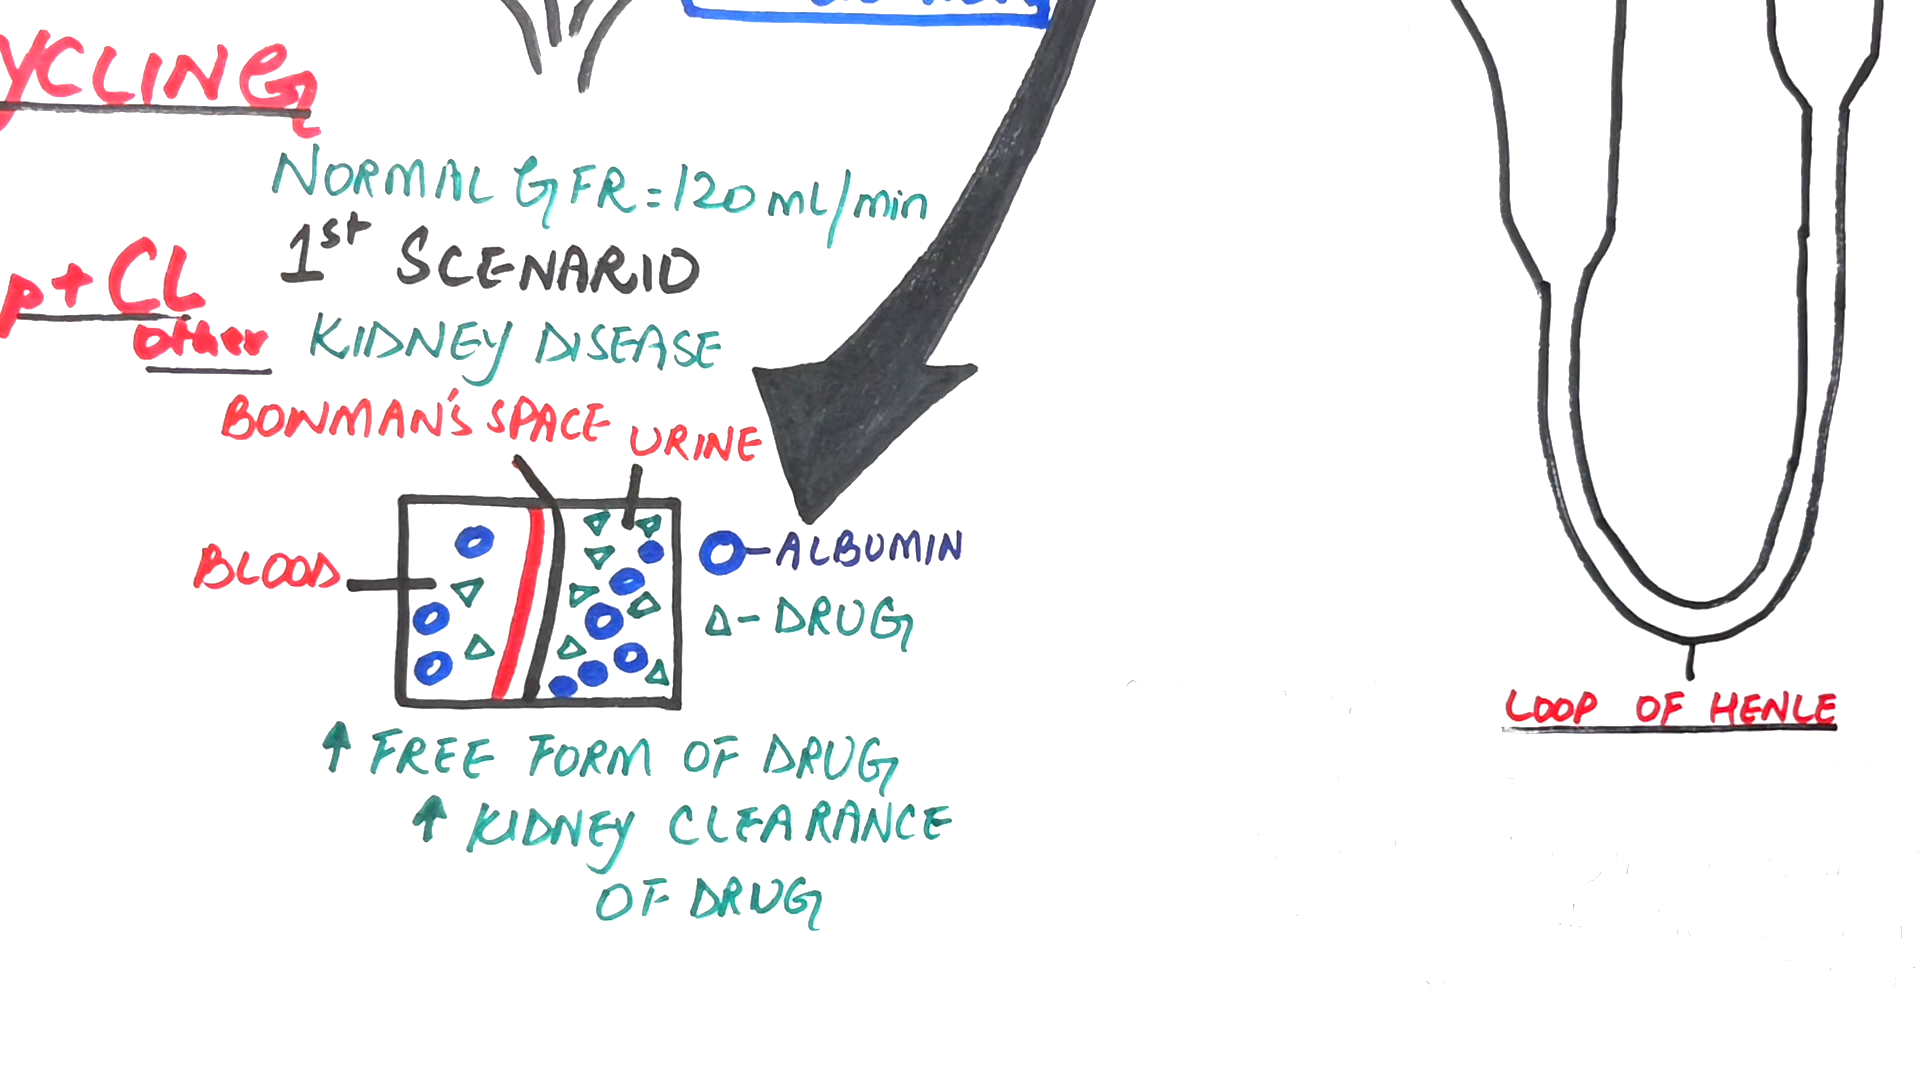 YCLING
NORMAL GFR = 120 mL/min
1st SCENARIO
p + CL other
KIDNEY DISEASE
BOWMAN'S SPACE
URINE
BLOOD
ALBUMIN
Δ - DRUG
↑ FREE FORM OF DRUG
↑ KIDNEY CLEARANCE
OF DRUG
LOOP OF HENLE